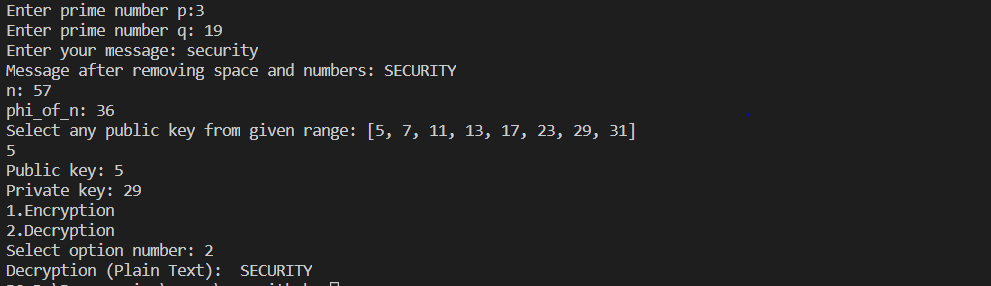 Enter prime number p:3
Enter prime number q: 19
Enter your message: security
Message after removing space and numbers: SECURITY
n: 57
phi_of_n: 36
Select any public key from given range: [5, 7, 11, 13, 17, 23, 29, 31]
5
Public key: 5
Private key: 29
1.Encryption
2.Decryption
Select option number: 2
Decryption (Plain Text):  SECURITY